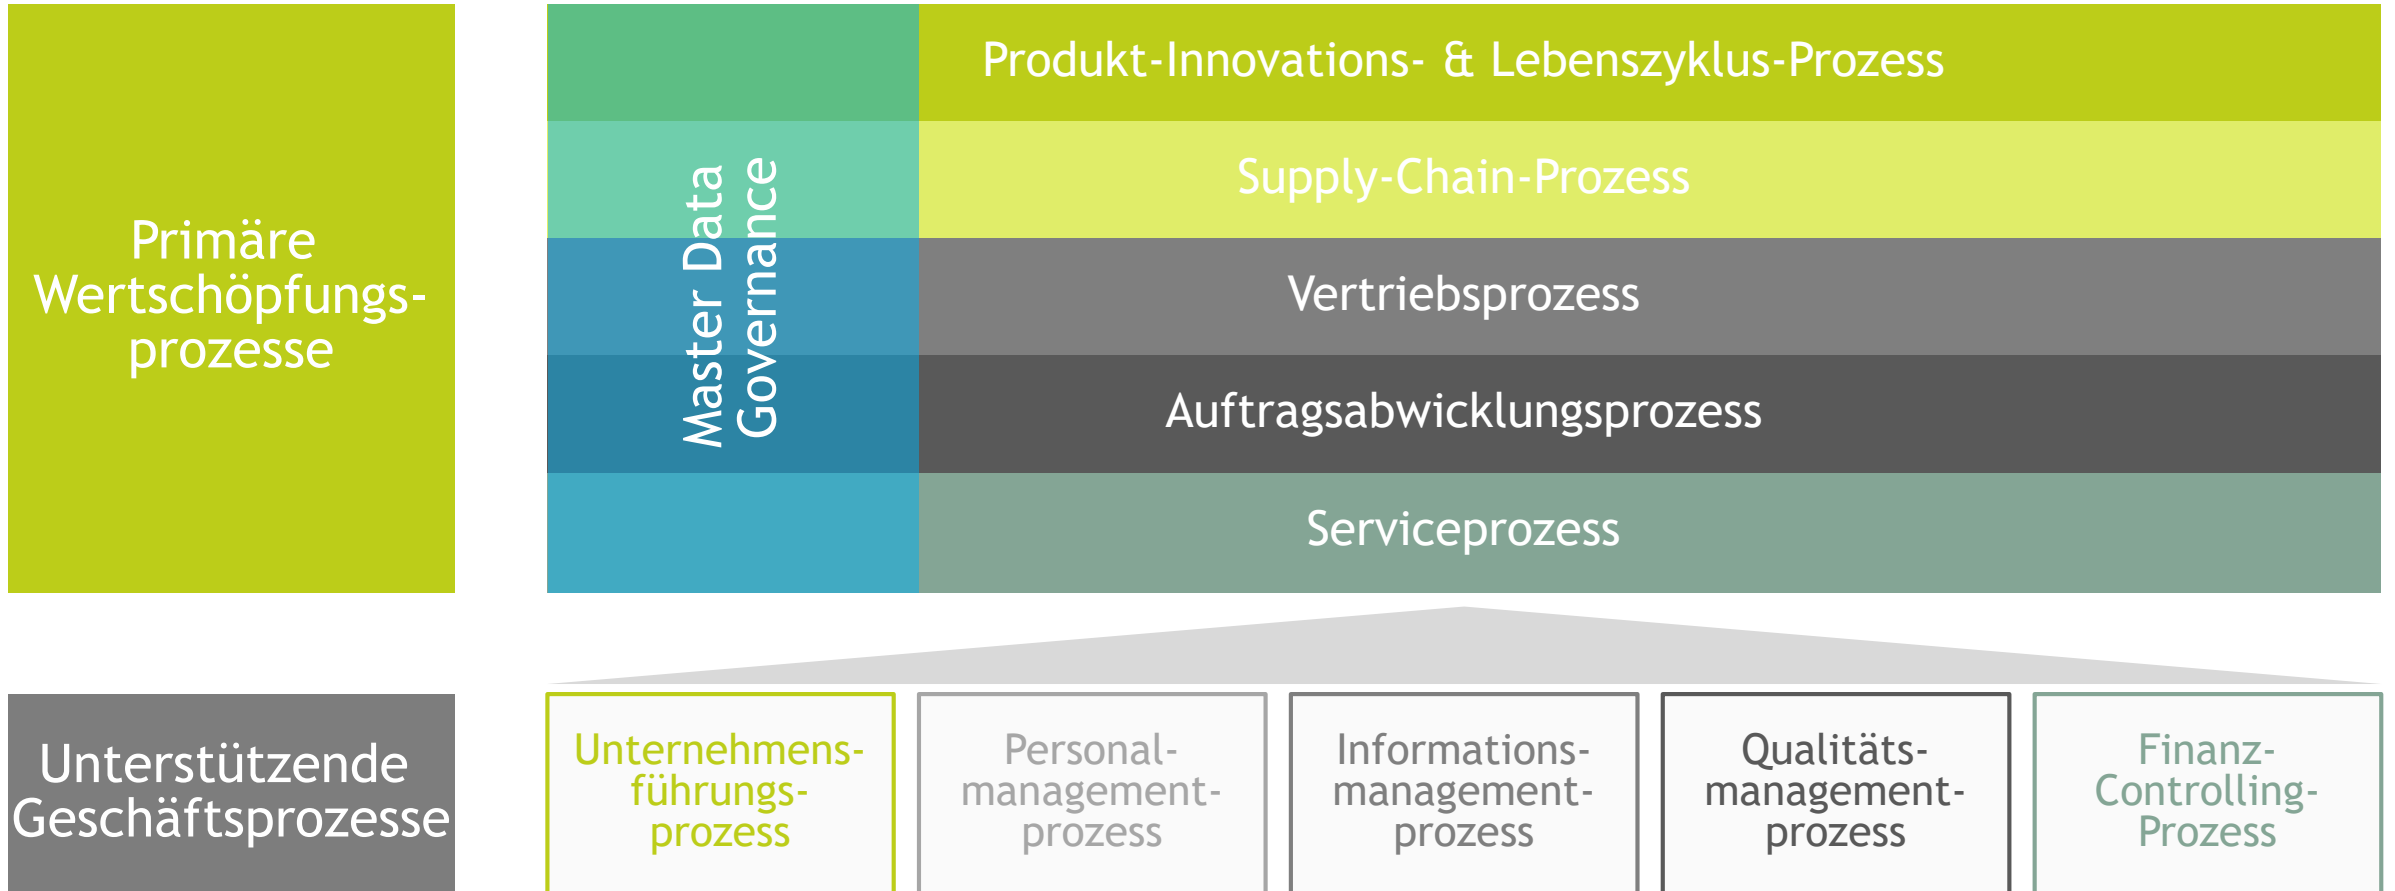 Primäre
Wertschöpfungs-
prozesse
Master Data
Governance
Produkt-Innovations- & Lebenszyklus-Prozess
Supply-Chain-Prozess
Vertriebsprozess
Auftragsabwicklungsprozess
Serviceprozess
Unterstützende
Geschäftsprozesse
Unternehmens-
führungs-
prozess
Personal-
management-
prozess
Informations-
management-
prozess
Qualitäts-
management-
prozess
Finanz-
Controlling-
Prozess